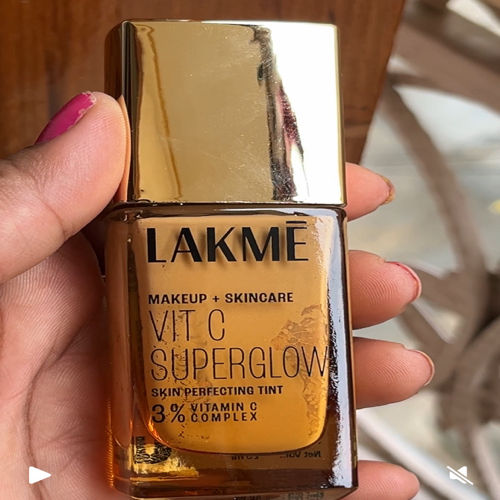 LAKMĒ
MAKEUP + SKINCARE
VIT C
SUPERGLOW
SKIN PERFECTING TINT
3% VITAMIN C
COMPLEX